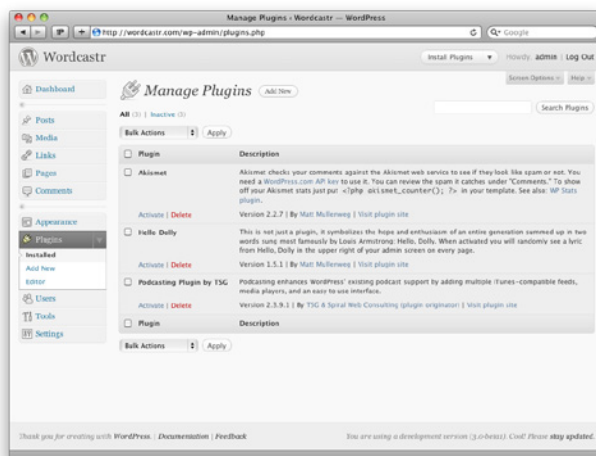 Manage Plugins ‹ Wordcastr — WordPress
http://wordcastr.com/wp-admin/plugins.php
Google
Wordcastr
Install Plugins
Howdy, admin | Log Out
Screen Options
Help
Dashboard
Manage Plugins
Add New
All (3) | Inactive (3)
Search Plugins
Posts
Media
Links
Pages
Comments
Bulk Actions
Apply
Plugin Description
Akismet
Akismet checks your comments against the Akismet web service to see if they look like spam or not. You
need a WordPress.com API key to use it. You can review the spam it catches under "Comments." To show
off your Akismet stats just put <?php akismet_counter(); ?> in your template. See also: WP Stats
plugin.
Activate | Delete
Version 2.2.7 | By Matt Mullenweg | Visit plugin site
Appearance
Plugins
Installed
Add New
Editor
Users
Tools
Settings
Hello Dolly
This is not just a plugin, it symbolizes the hope and enthusiasm of an entire generation summed up in two
words sung most famously by Louis Armstrong: Hello, Dolly. When activated you will randomly see a lyric
from Hello, Dolly in the upper right of your admin screen on every page.
Activate | Delete
Version 1.5.1 | By Matt Mullenweg | Visit plugin site
Podcasting Plugin by TSG
Podcasting enhances WordPress' existing podcast support by adding multiple iTunes-compatible feeds,
media players, and an easy to use interface.
Activate | Delete
Version 2.3.9.1 | By TSG & Spiral Web Consulting (plugin originator) | Visit plugin site
Plugin Description
Bulk Actions
Apply
Thank you for creating with WordPress. | Documentation | Feedback
You are using a development version (3.0-beta1). Cool! Please stay updated.